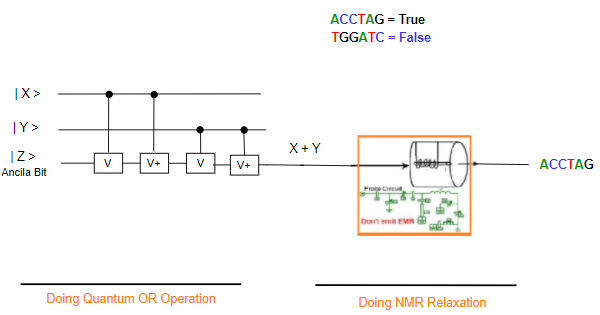 ACCTAG = True
TGGATC = False
| X >
| Y >
| Z >
Ancila Bit
V
V+
V
V+
X + Y
ACCTAG
Probe Circuit
Don't emit EMR
Doing Quantum OR Operation
Doing NMR Relaxation